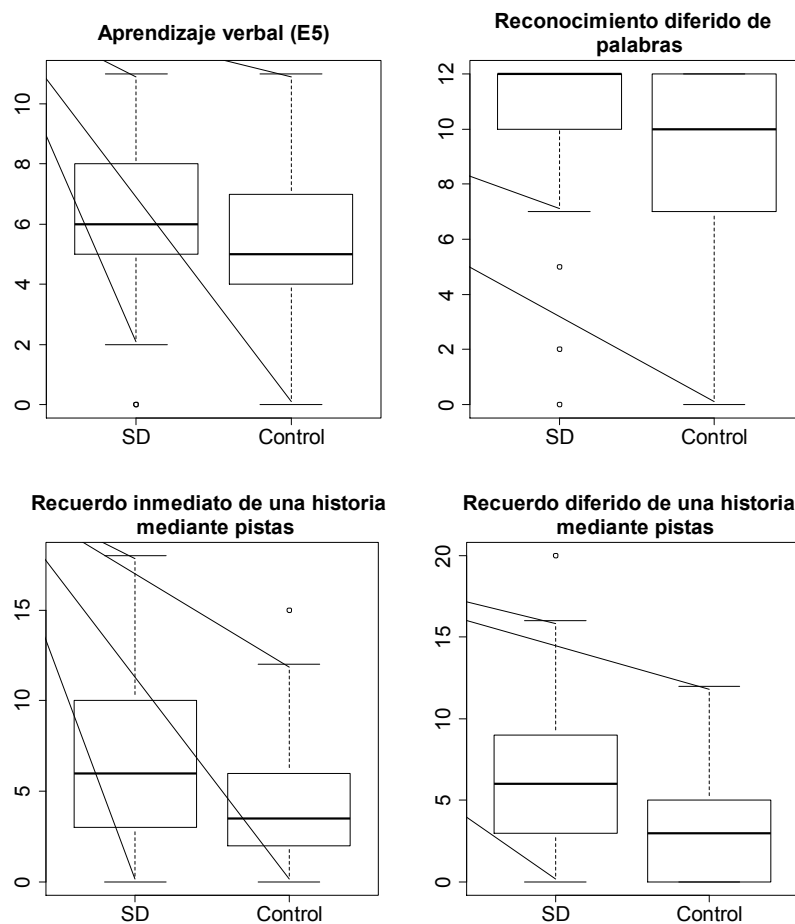 Aprendizaje verbal (E5)
0 2 4 6 8 10
SD Control
Reconocimiento diferido de
palabras
0 2 4 6 8 10 12
SD Control
Recuerdo inmediato de una historia
mediante pistas
0 5 10 15
SD Control
Recuerdo diferido de una historia
mediante pistas
0 5 10 15 20
SD Control